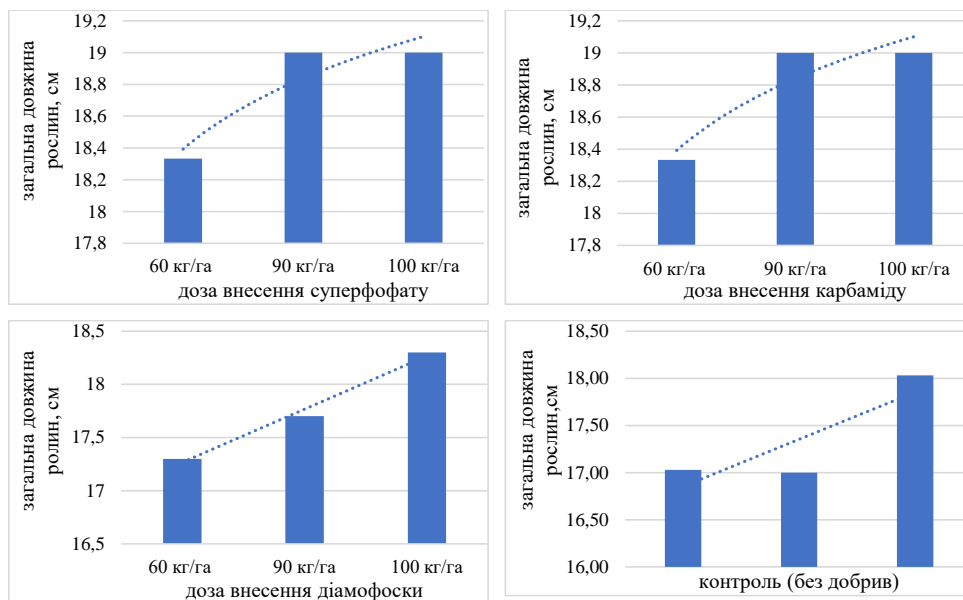 загальна довжина
рослин, см
19,2
19
18,8
18,6
18,4
18,2
18
17,8
60 кг/га 90 кг/га 100 кг/га
доза внесення суперфофату
загальна довжина
рослин, см
19,2
19
18,8
18,6
18,4
18,2
18
17,8
60 кг/га 90 кг/га 100 кг/га
доза внесення карбаміду
загальна довжина
ролин, см
18,5
18
17,5
17
16,5
60 кг/га 90 кг/га 100 кг/га
доза внесення діамофоски
загальна довжина
рослин,см
18,50
18,00
17,50
17,00
16,50
16,00
контроль (без добрив)